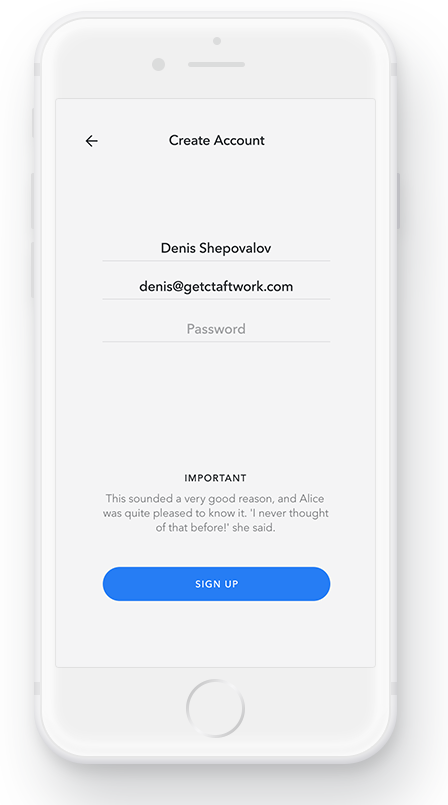 Create Account
Denis Shepovalov
denis@getctaftwork.com
Password
IMPORTANT
This sounded a very good reason, and Alice
was quite pleased to know it. 'I never thought
of that before!' she said.
SIGN UP